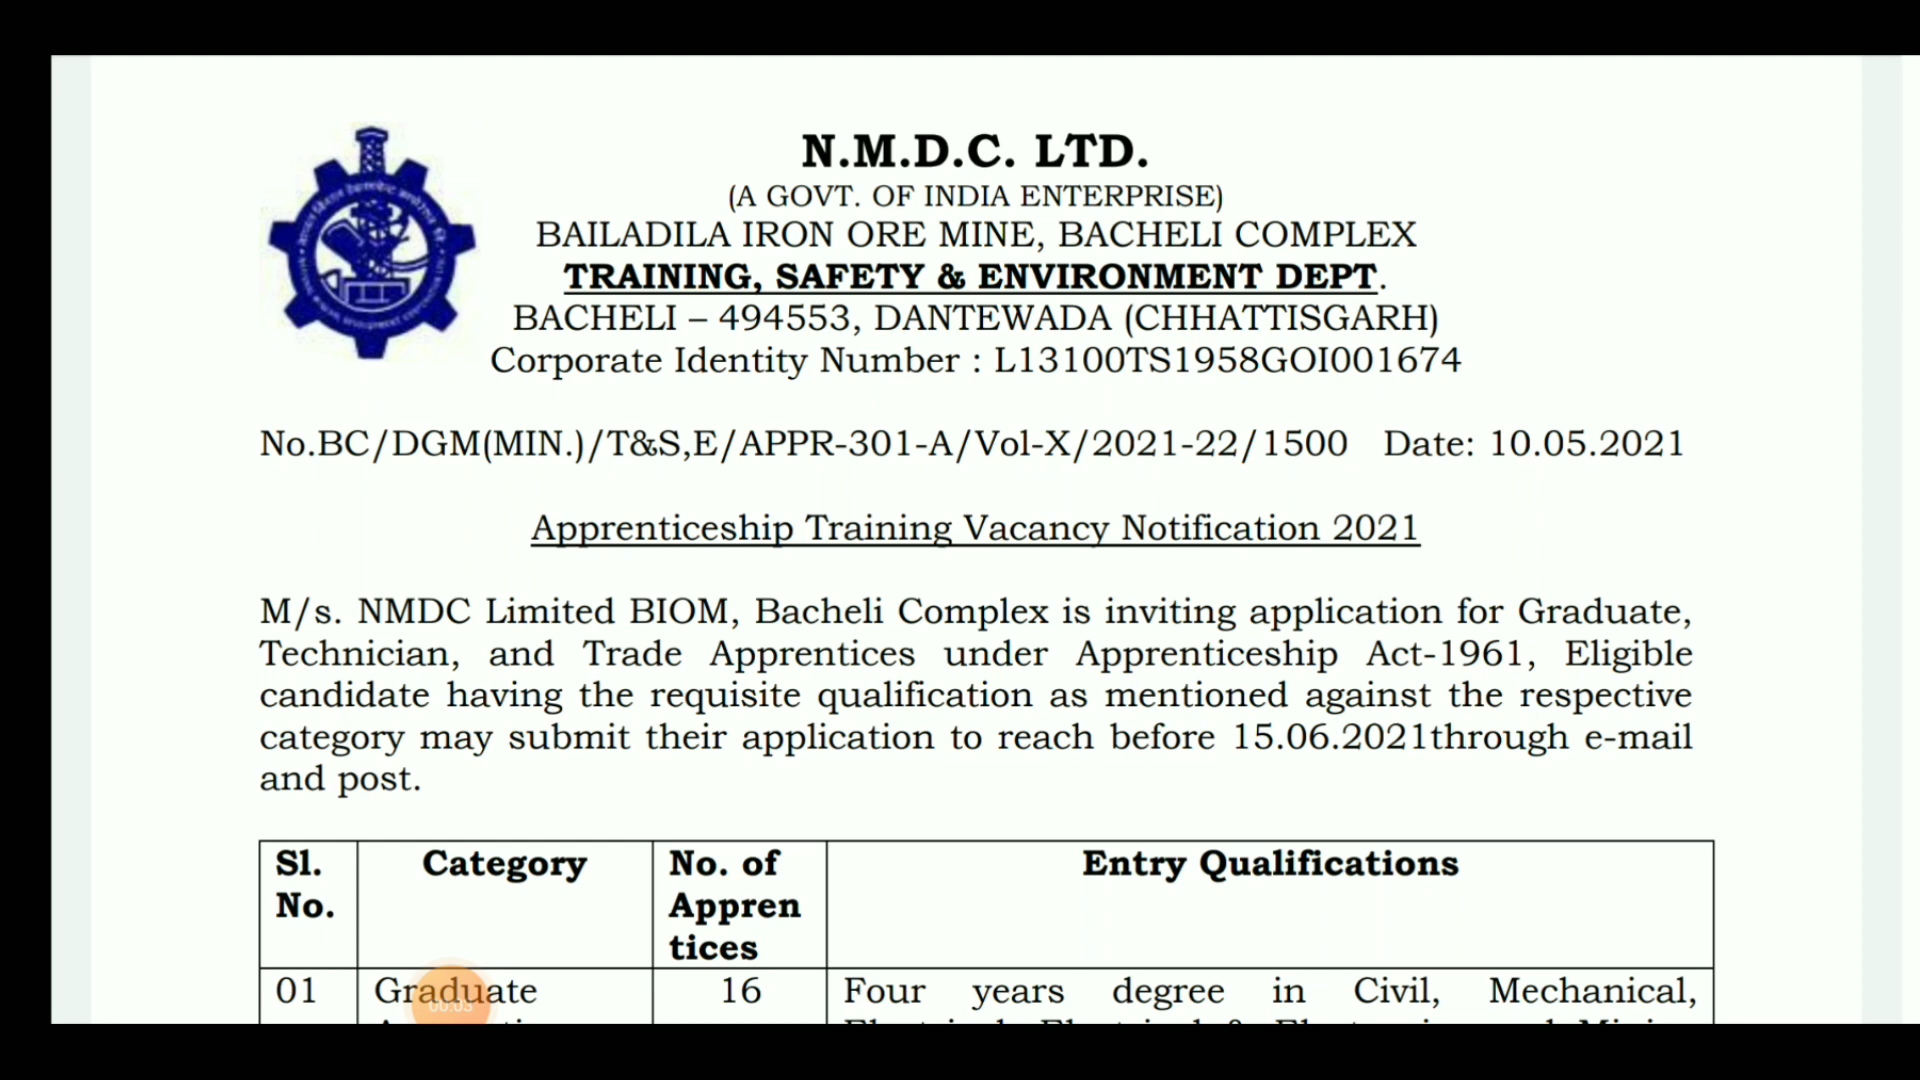 N.M.D.C. LTD.
(A GOVT. OF INDIA ENTERPRISE)
BAILADILA IRON ORE MINE, BACHELI COMPLEX
TRAINING, SAFETY & ENVIRONMENT DEPT.
BACHELI – 494553, DANTEWADA (CHHATTISGARH)
Corporate Identity Number : L13100TS1958GOI001674
No.BC/DGM(MIN.)/T&S,E/APPR-301-A/Vol-X/2021-22/1500 Date: 10.05.2021
Apprenticeship Training Vacancy Notification 2021
M/s. NMDC Limited BIOM, Bacheli Complex is inviting application for Graduate,
Technician, and Trade Apprentices under Apprenticeship Act-1961, Eligible
candidate having the requisite qualification as mentioned against the respective
category may submit their application to reach before 15.06.2021through e-mail
and post.
Sl. No.
Category
No. of Appren tices
Entry Qualifications
01
Graduate
16
Four years degree in Civil, Mechanical,
00:03